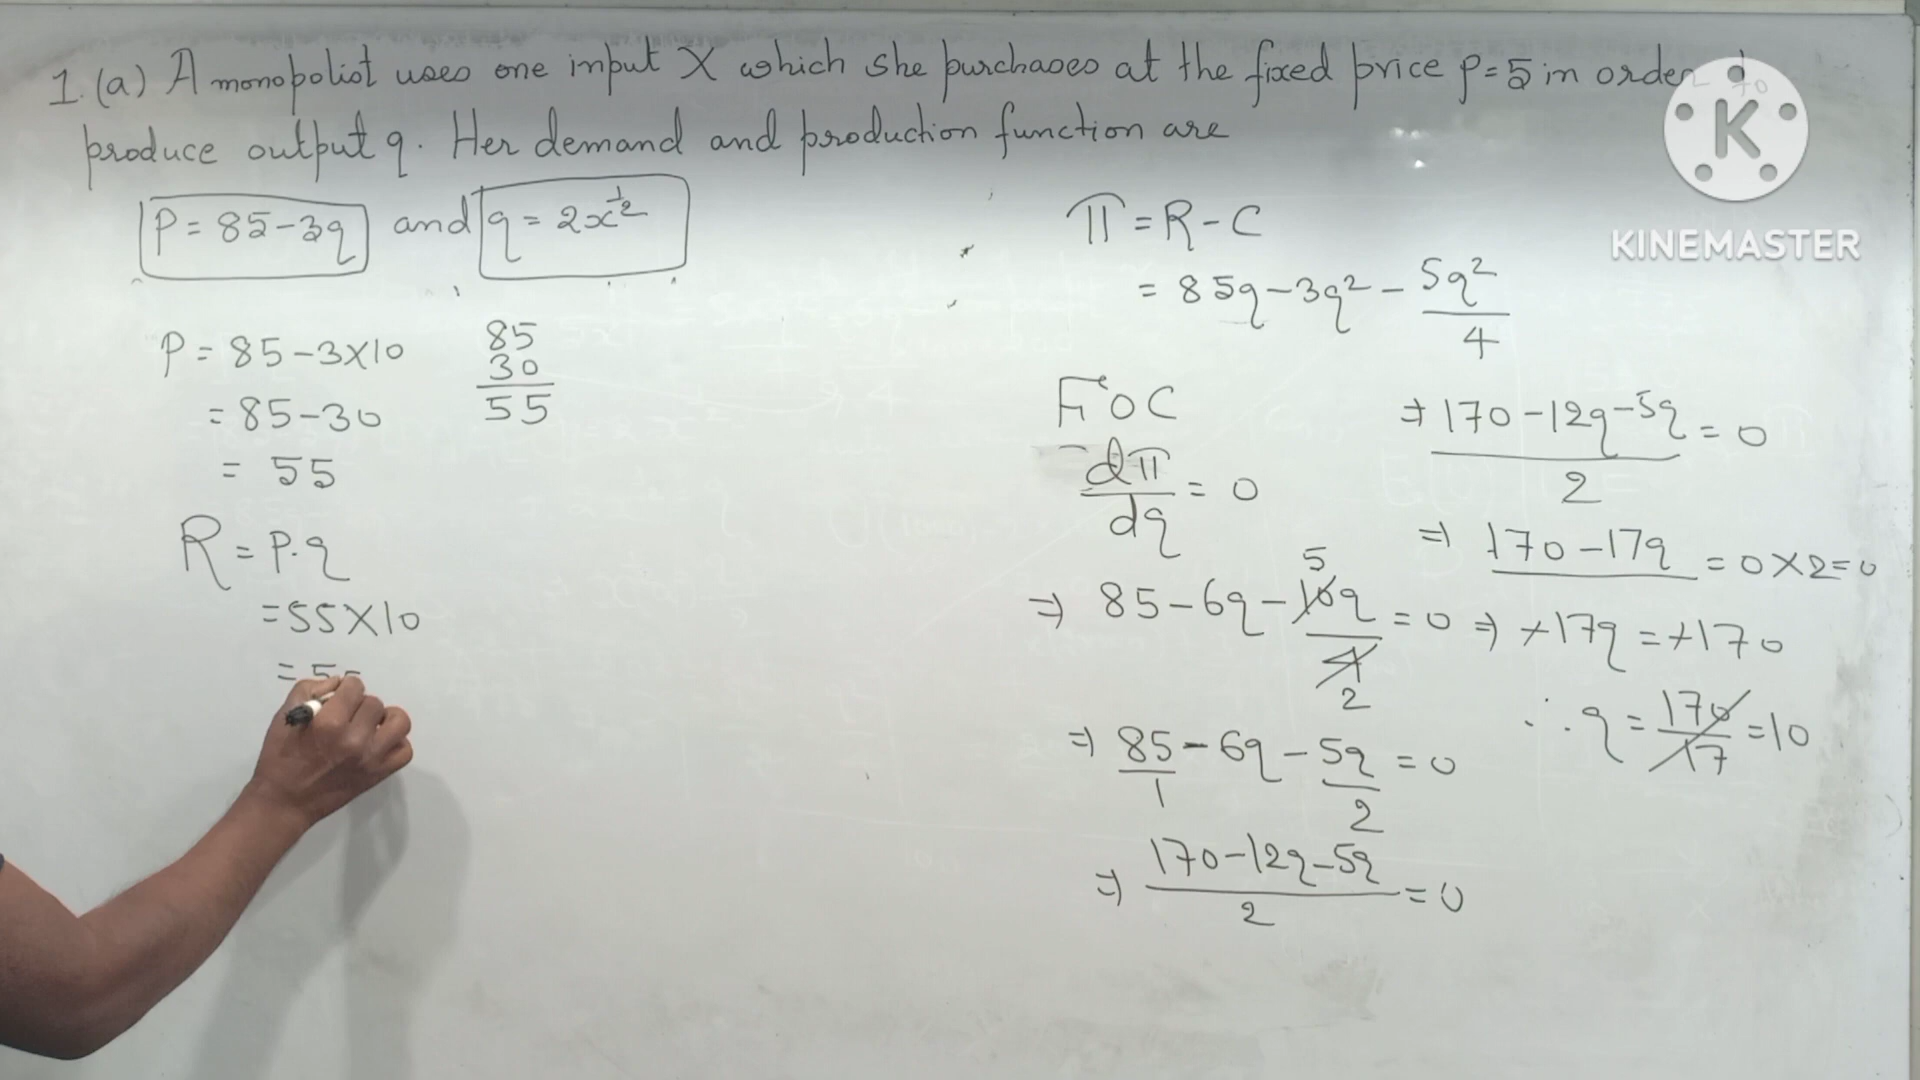 1. (a) A monopolist uses one input X which she purchases at the fixed price p=5 in order to
produce output q. Her demand and production function are
P = 85-3q and q = 2x^1/2
P = 85-3×10
= 85-30
= 55
85
30
55
R = P.q
= 55×10
= 55
π = R-C
= 85q-3q²-5q²/4
FOC
dπ/dq = 0
⇒ 85-6q-10q/4 = 0
5
2
⇒ 85/1-6q-5q/2 = 0
⇒ 170-12q-5q/2 = 0
⇒ 170-12q-5q/2 = 0
⇒ 170-17q = 0×2=0
⇒ +17q = +170
∴ q = 170/17 = 10
K
KINEMASTER